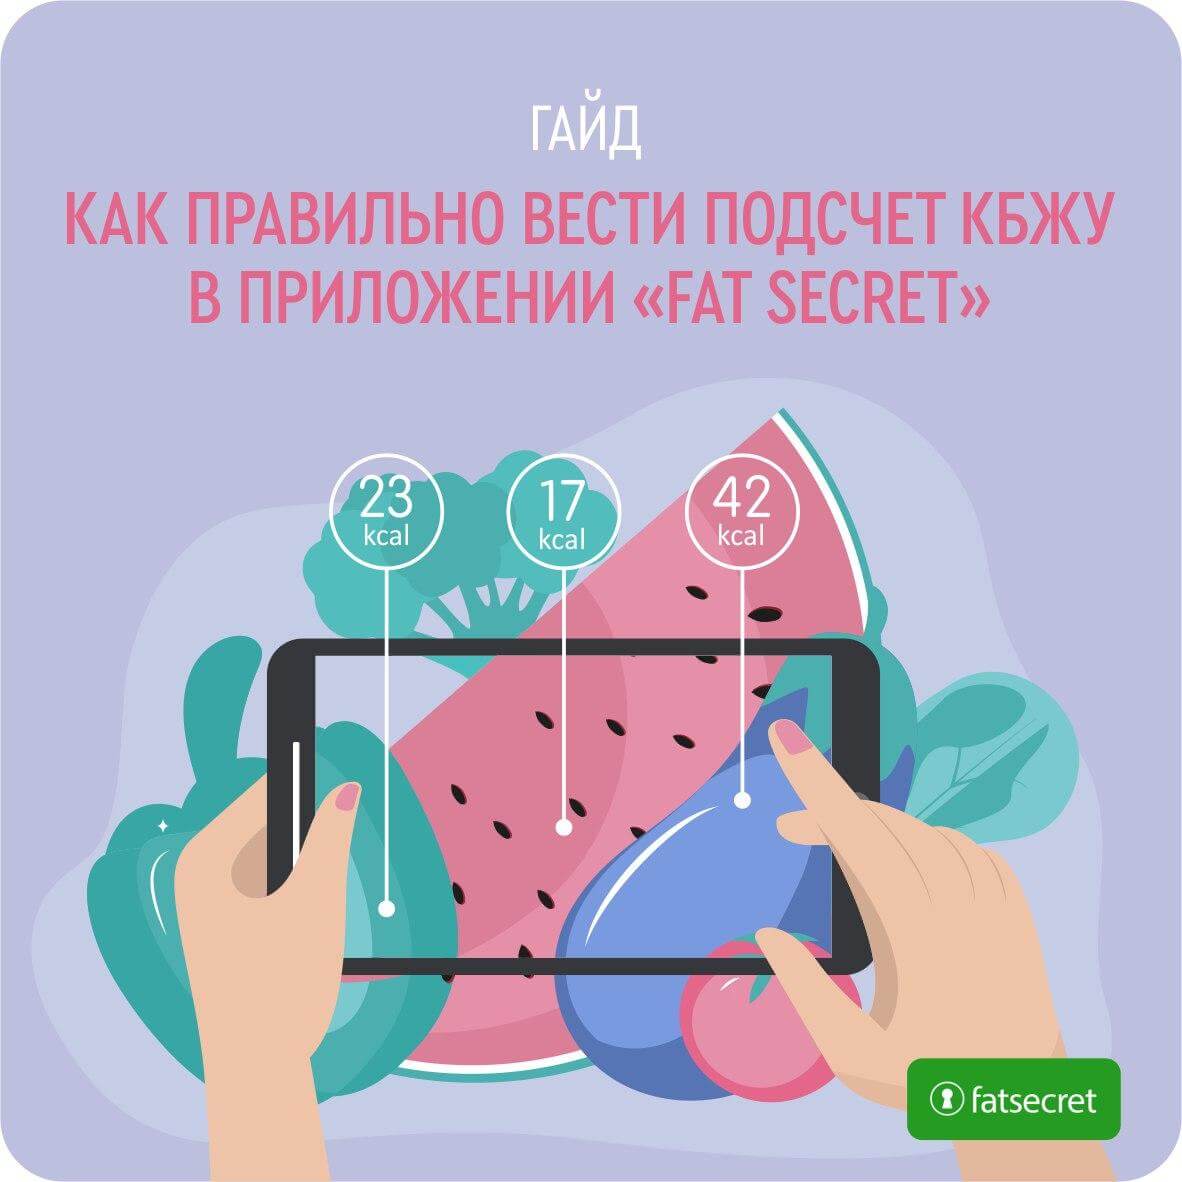 ГАЙД
КАК ПРАВИЛЬНО ВЕСТИ ПОДСЧЕТ КБЖУ
В ПРИЛОЖЕНИИ «FAT SECRET»
23
kcal
17
kcal
42
kcal
fatsecret